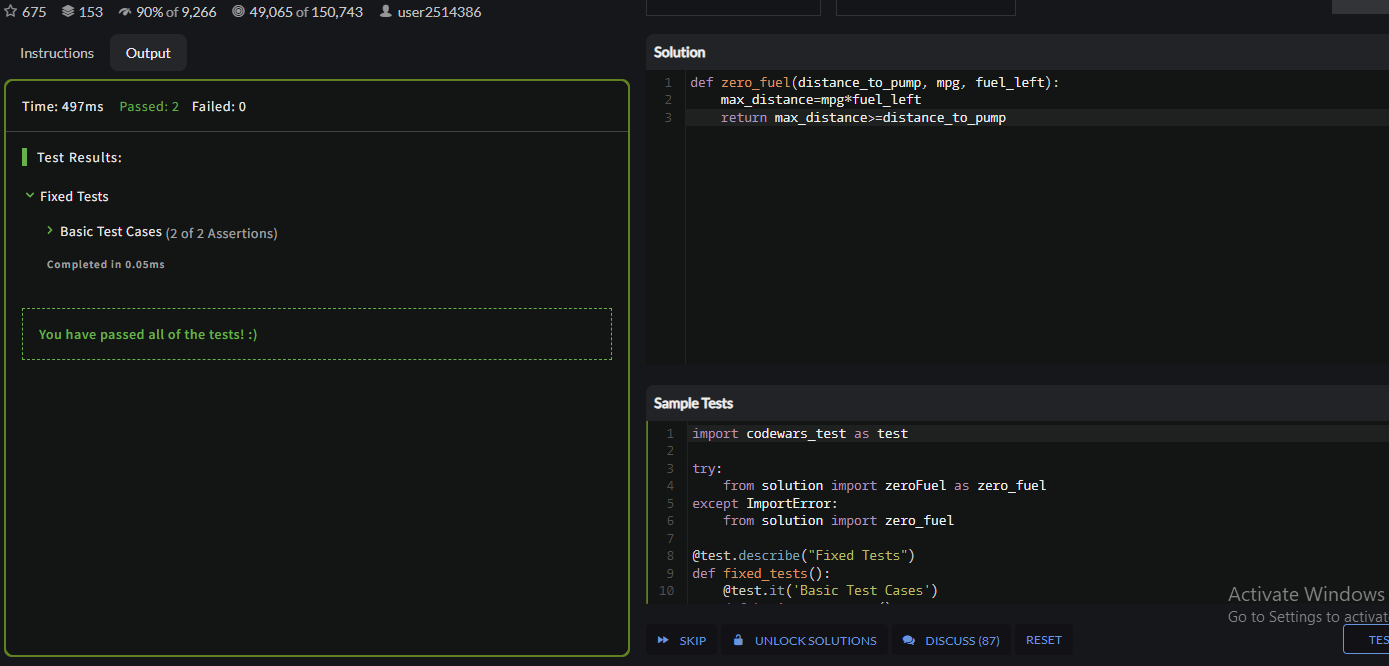 675 153 90% of 9,266 49,065 of 150,743 user2514386
Instructions Output
Time: 497ms Passed: 2 Failed: 0
Test Results:
Fixed Tests
Basic Test Cases (2 of 2 Assertions)
Completed in 0.05ms
You have passed all of the tests! :)
Solution
1 def zero_fuel(distance_to_pump, mpg, fuel_left):
2     max_distance=mpg*fuel_left
3     return max_distance>=distance_to_pump
Sample Tests
1 import codewars_test as test
2
3 try:
4     from solution import zeroFuel as zero_fuel
5 except ImportError:
6     from solution import zero_fuel
7
8 @test.describe("Fixed Tests")
9 def fixed_tests():
10     @test.it('Basic Test Cases')
Activate Windows
Go to Settings to activat
SKIP UNLOCK SOLUTIONS DISCUSS (87) RESET TES